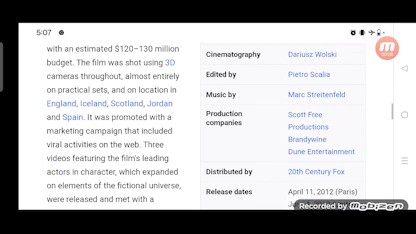 5:07
with an estimated $120–130 million
budget. The film was shot using 3D
cameras throughout, almost entirely
on practical sets, and on location in
England, Iceland, Scotland, Jordan
and Spain. It was promoted with a
marketing campaign that included
viral activities on the web. Three
videos featuring the film's leading
actors in character, which expanded
on elements of the fictional universe,
were released and met with a
Cinematography Dariusz Wolski
Edited by Pietro Scalia
Music by Marc Streitenfeld
Production companies Scott Free
Productions
Brandywine
Dune Entertainment
Distributed by 20th Century Fox
Release dates April 11, 2012 (Paris)
Recorded by Mobizen